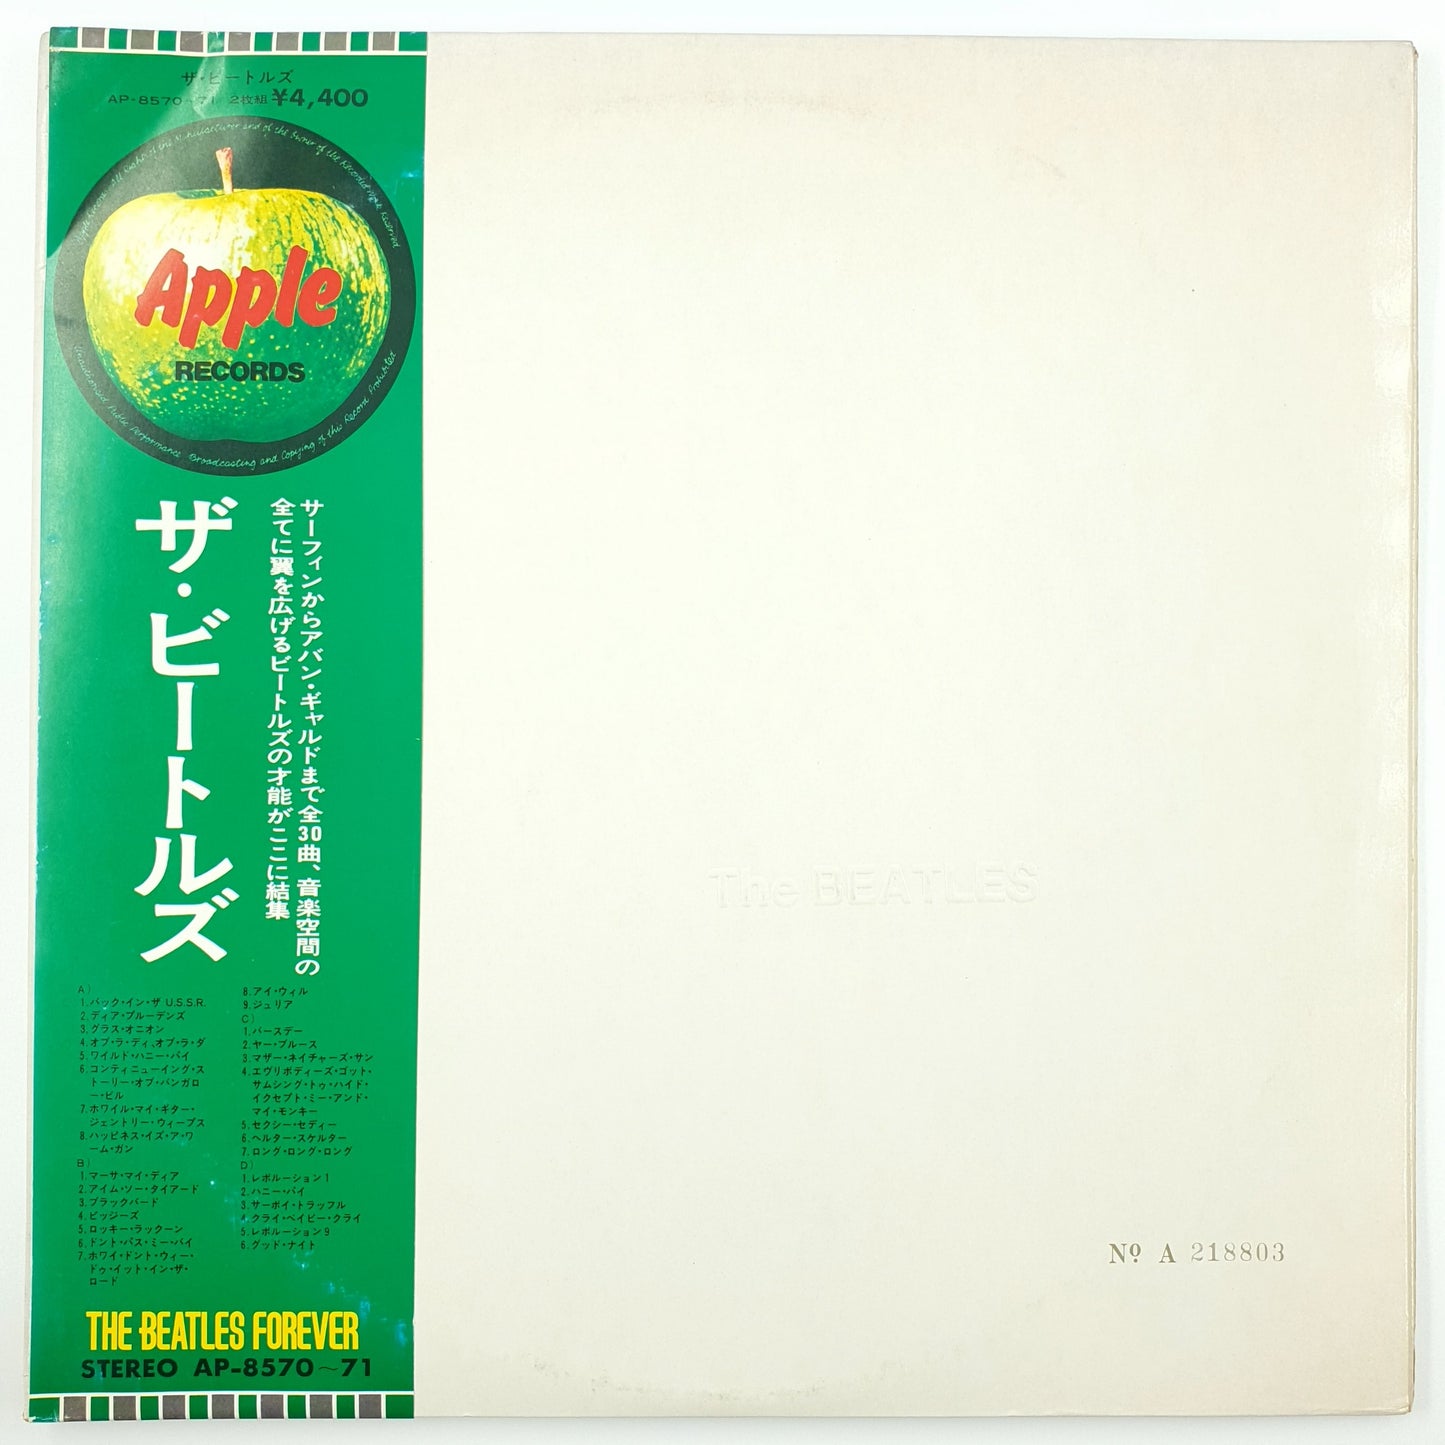 ザ・ビートルズ
AP-8570～71 2枚組 ¥4,400
Apple
RECORDS
Unauthorised Public Performance Broadcasting and Copying of this Record Prohibited
ザ・ビートルズ
サーフィンからアバン・ギャルドまで全30曲、音楽空間の
全てに翼を広げるビートルズの才能がここに結集
A）
1.バック・イン・ザ U.S.S.R.
2.ディア・プルーデンズ
3.グラス・オニオン
4.オブ・ラ・ディ、オブ・ラ・ダ
5.ワイルド・ハニー・パイ
6.コンティニューイング・ス
トーリー・オブ・バンガロ
ー・ビル
7.ホワイル・マイ・ギター・
ジェントリー・ウィープス
8.ハッピネス・イズ・ア・ワ
ーム・ガン
B）
1.マーサ・マイ・ディア
2.アイム・ソー・タイアード
3.ブラックバード
4.ピッジーズ
5.ロッキー・ラックーン
6.ドント・パス・ミー・バイ
7.ホワイ・ドント・ウィー・
ドゥ・イット・イン・ザ・
ロード
8.アイ・ウィル
9.ジュリア
C）
1.バースデー
2.ヤー・ブルース
3.マザー・ネイチャーズ・サン
4.エヴリボディーズ・ゴット・
サムシング・トゥ・ハイド・
イクセプト・ミー・アンド・
マイ・モンキー
5.セクシー・セディー
6.ヘルター・スケルター
7.ロング・ロング・ロング
D）
1.レボルーション1
2.ハニー・パイ
3.サーボイ・トラッフル
4.クライ・ベイビー・クライ
5.レボルーション9
6.グッド・ナイト
THE BEATLES FOREVER
STEREO AP-8570～71
The BEATLES
Nº A 218803